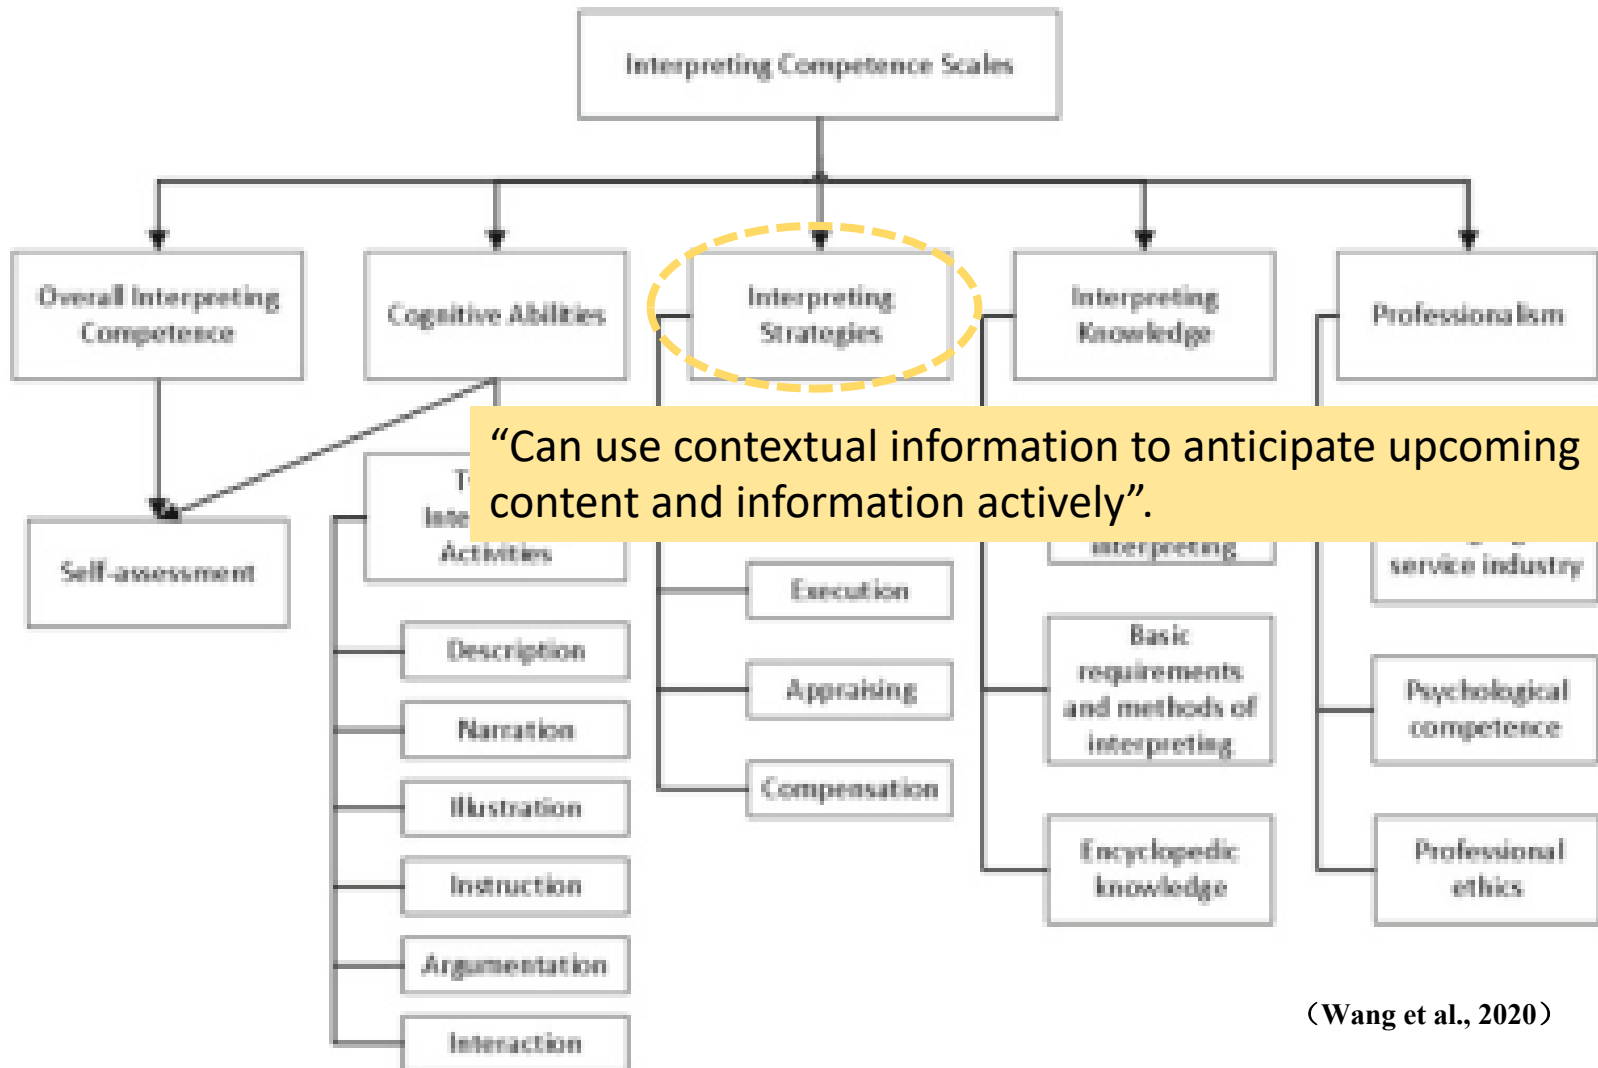 Interpreting Competence Scales
Overall Interpreting
Competence
Cognitive Abilities
Interpreting
Strategies
Interpreting
Knowledge
Professionalism
“Can use contextual information to anticipate upcoming
content and information actively”.
Activities
interpreting
service industry
Self-assessment
Description
Narration
Illustration
Instruction
Argumentation
Interaction
Execution
Appraising
Compensation
Basic
requirements
and methods of
interpreting
Encyclopedic
knowledge
Psychological
competence
Professional
ethics
（Wang et al., 2020）